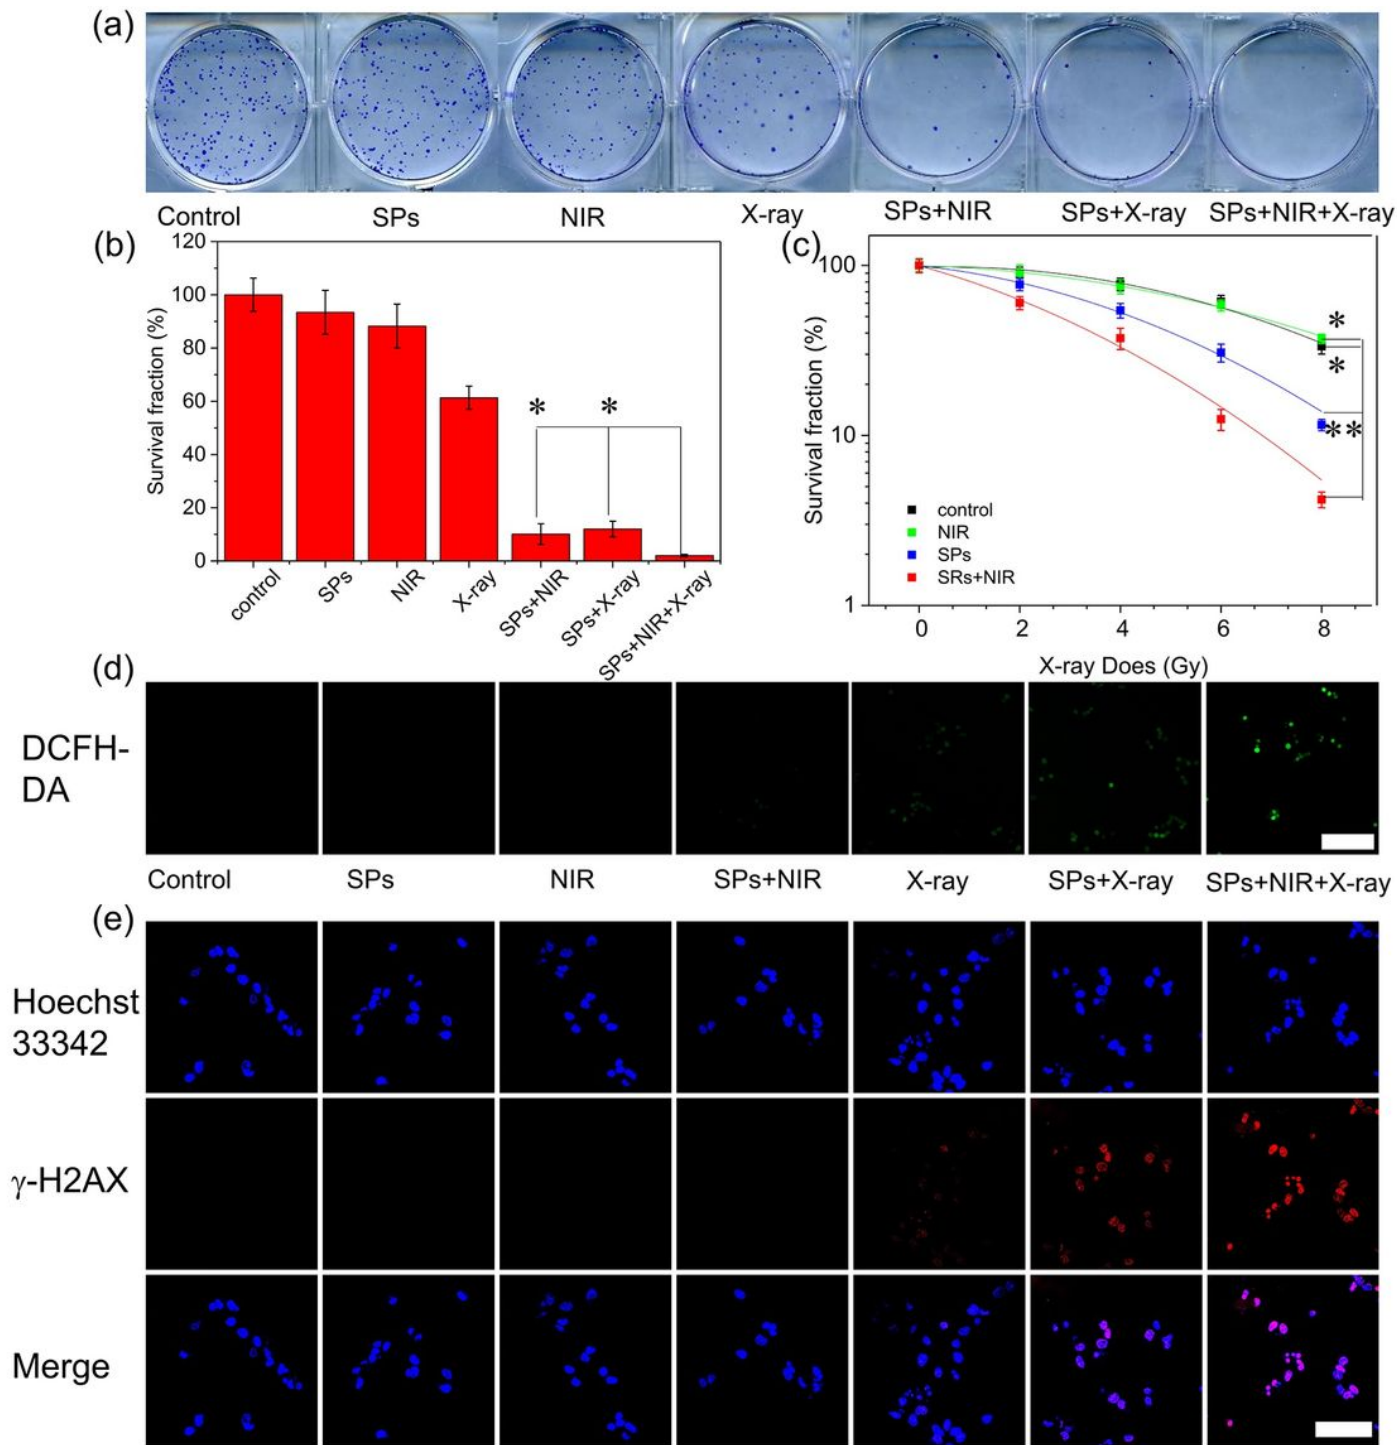 (a)
Control SPs NIR X-ray SPs+NIR SPs+X-ray SPs+NIR+X-ray
(b)
120
100
80
60
40
20
0
Survival fraction (%)
* *
control SPs NIR X-ray SPs+NIR SPs+X-ray SPs+NIR+X-ray
(c)
100
10
1
Survival fraction (%)
*
*
**
control
NIR
SPs
SRs+NIR
0 2 4 6 8
X-ray Does (Gy)
(d)
DCFH-
DA
Control SPs NIR SPs+NIR X-ray SPs+X-ray SPs+NIR+X-ray
(e)
Hoechst
33342
γ-H2AX
Merge